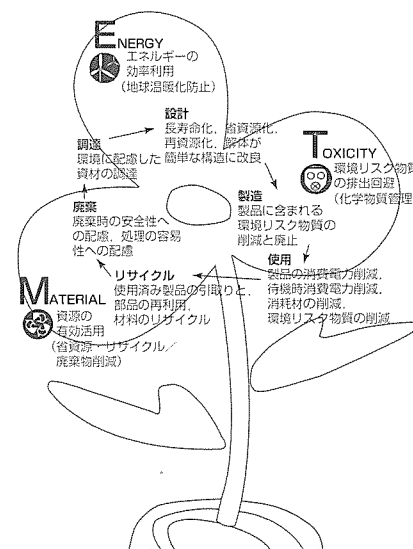 ENERGY
エネルギーの
効率利用
(地球温暖化防止)
設計
長寿命化、省資源化、
再資源化、解体が
簡単な構造に改良
調達
環境に配慮した
資材の調達
TOXICITY
環境リスク物質
の排出回避
(化学物質管理
製造
製品に含まれる
環境リスク物質の
削減と廃止
廃棄
廃棄時の安全性へ
の配慮、処理の容易
性への配慮
使用
製品の消費電力削減、
待機時消費電力削減、
消耗材の削減、
環境リスク物質の削減
リサイクル
使用済み製品の引取りと、
部品の再利用、
材料のリサイクル
MATERIAL
資源の
有効活用
(省資源・リサイクル/
廃棄物削減)